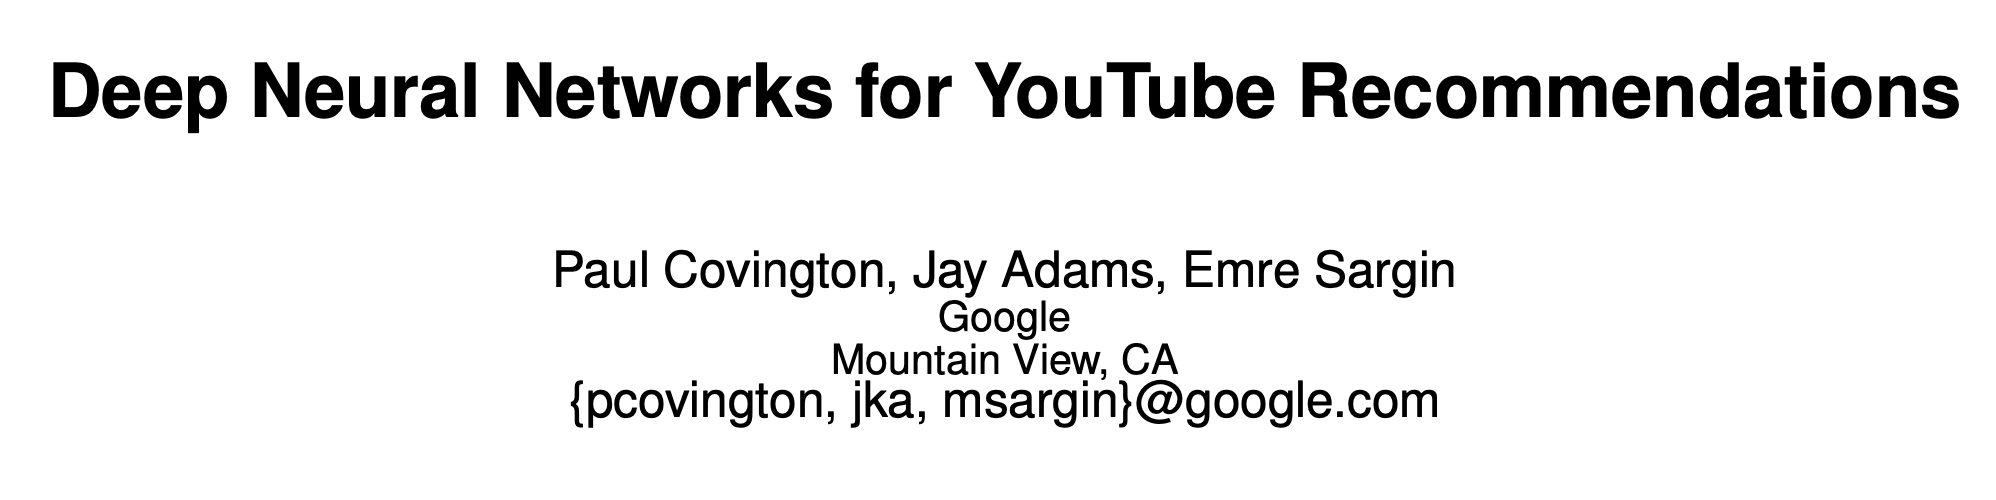 Deep Neural Networks for YouTube Recommendations
Paul Covington, Jay Adams, Emre Sargin
Google
Mountain View, CA
{pcovington, jka, msargin}@google.com